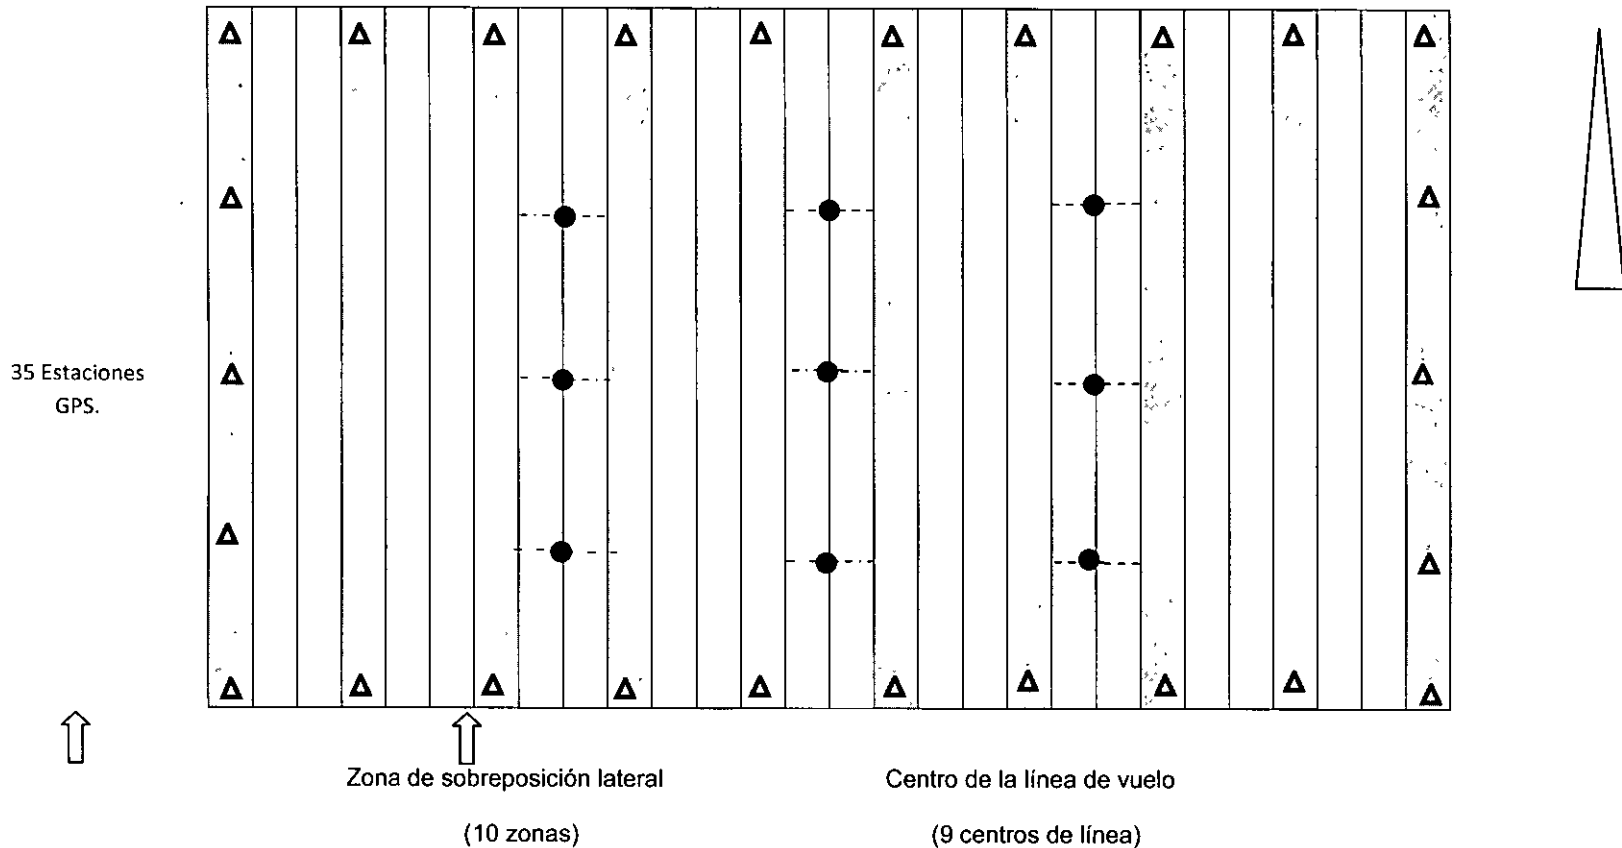 35 Estaciones
GPS.
Zona de sobreposición lateral
(10 zonas)
Centro de la línea de vuelo
(9 centros de línea)